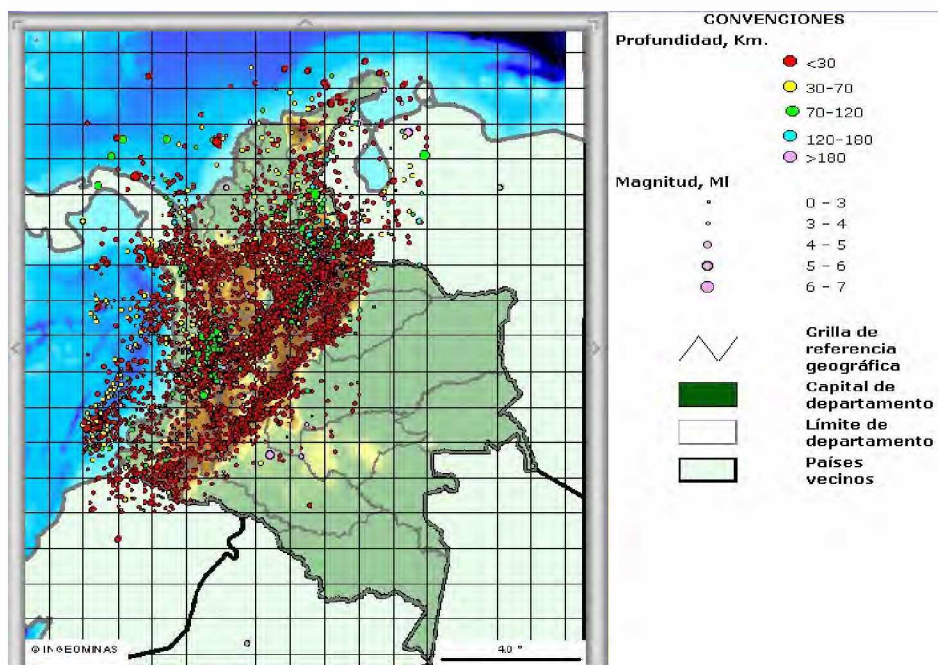 CONVENCIONES
Profundidad, Km.
<30
30-70
70-120
120-180
>180
Magnitud, Ml
0 - 3
3 - 4
4 - 5
5 - 6
6 - 7
Grilla de
referencia
geográfica
Capital de
departamento
Límite de
departamento
Países
vecinos
© INGEOMINAS
4.0 °